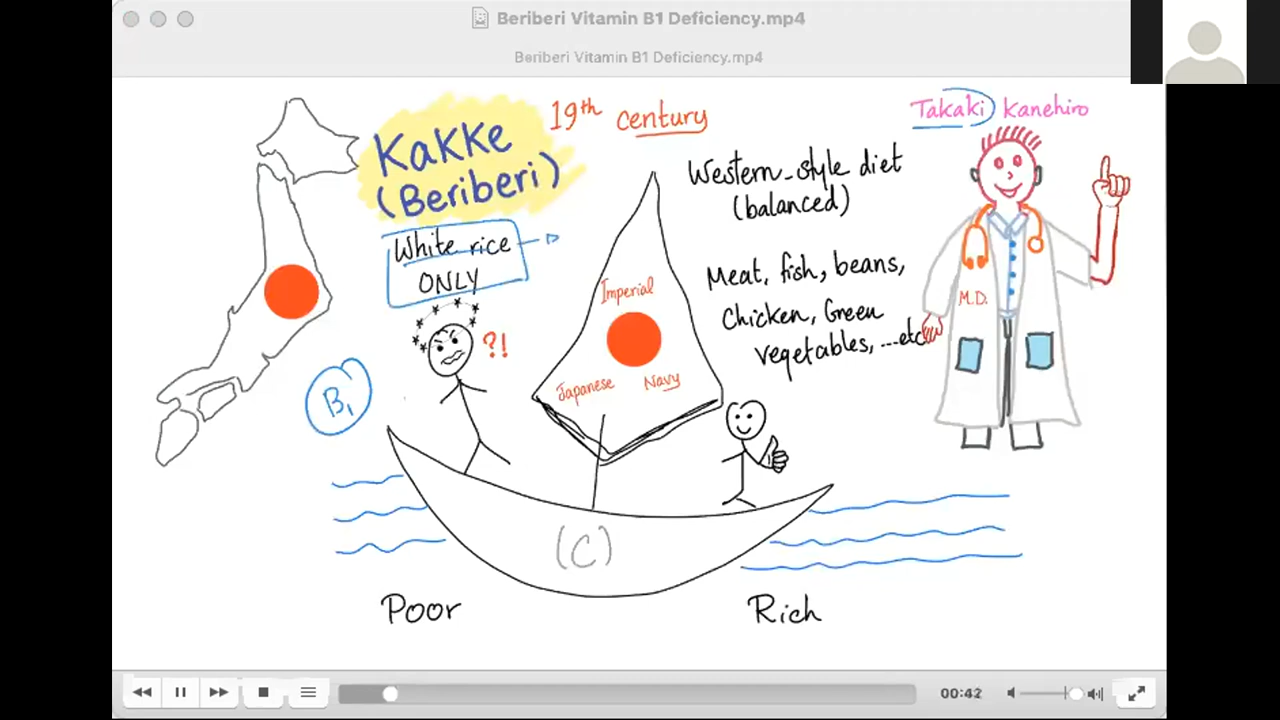 Beriberi Vitamin B1 Deficiency.mp4
Beriberi Vitamin B1 Deficiency.mp4
Kakke
(Beriberi)
19th century
Takaki Kanehiro
Western-style diet
(balanced)
White rice
ONLY
Meat, fish, beans,
Chicken, Green
vegetables, ...etc
Imperial
Japanese Navy
M.D.
?!
B1
(C)
Poor
Rich
00:42